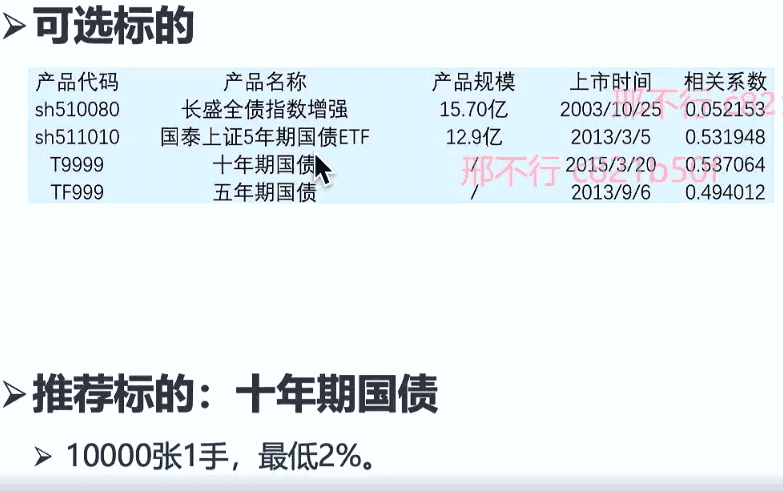 ➢可选标的
产品代码 产品名称 产品规模 上市时间 相关系数
sh510080 长盛全债指数增强 15.70亿 2003/10/25 0.052153
sh511010 国泰上证5年期国债ETF 12.9亿 2013/3/5 0.531948
T9999 十年期国债 / 2015/3/20 0.537064
TF999 五年期国债 / 2013/9/6 0.494012
邢不行 c821b50f
➢推荐标的：十年期国债
➢ 10000张1手，最低2%。